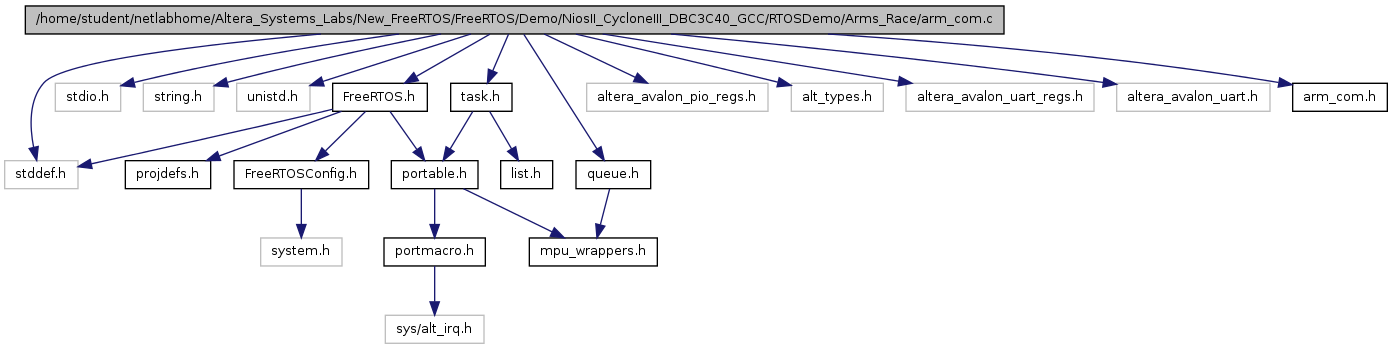 /home/student/netlabhome/Altera_Systems_Labs/New_FreeRTOS/FreeRTOS/Demo/NiosII_CycloneIII_DBC3C40_GCC/RTOSDemo/Arms_Race/arm_com.c
stdio.h
string.h
unistd.h
FreeRTOS.h
task.h
altera_avalon_pio_regs.h
alt_types.h
altera_avalon_uart_regs.h
altera_avalon_uart.h
arm_com.h
stddef.h
projdefs.h
FreeRTOSConfig.h
portable.h
list.h
queue.h
system.h
portmacro.h
mpu_wrappers.h
sys/alt_irq.h